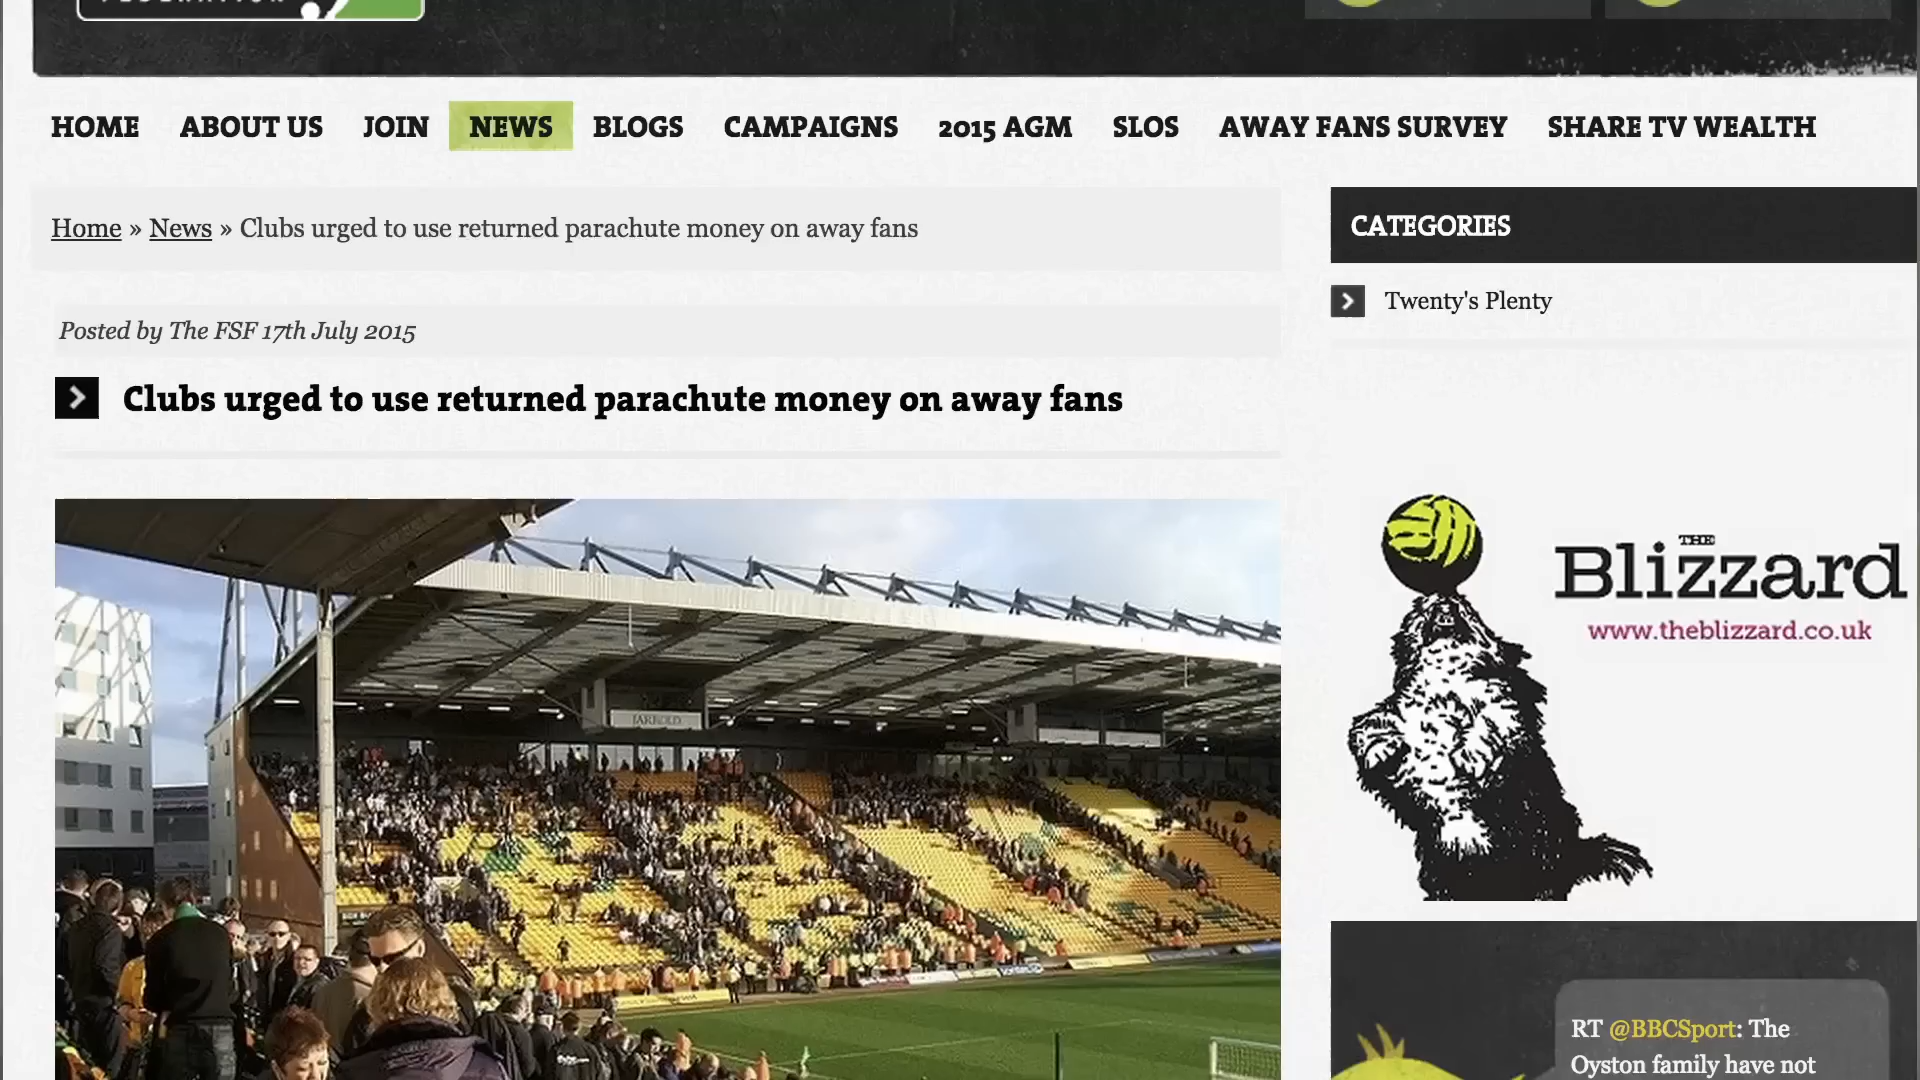 HOME ABOUT US JOIN NEWS BLOGS CAMPAIGNS 2015 AGM SLOS AWAY FANS SURVEY SHARE TV WEALTH
Home » News » Clubs urged to use returned parachute money on away fans
Posted by The FSF 17th July 2015
Clubs urged to use returned parachute money on away fans
JARROLD
CATEGORIES
Twenty's Plenty
THE
Blizzard
www.theblizzard.co.uk
RT @BBCSport: The
Oyston family have not